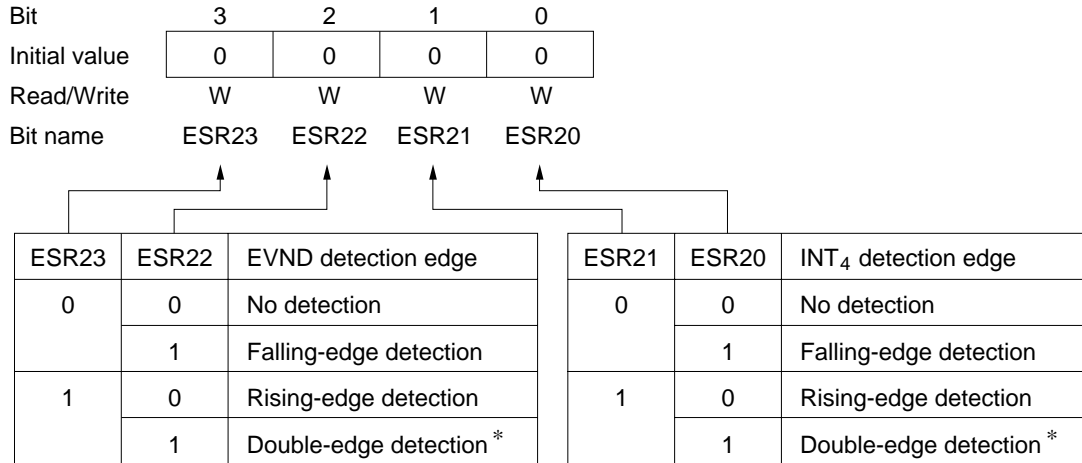 Bit 3 2 1 0
Initial value 0 0 0 0
Read/Write W W W W
Bit name ESR23 ESR22 ESR21 ESR20
ESR23 ESR22 EVND detection edge
0 0 No detection
1 Falling-edge detection
1 0 Rising-edge detection
1 Double-edge detection*
ESR21 ESR20 INT4 detection edge
0 0 No detection
1 Falling-edge detection
1 0 Rising-edge detection
1 Double-edge detection*